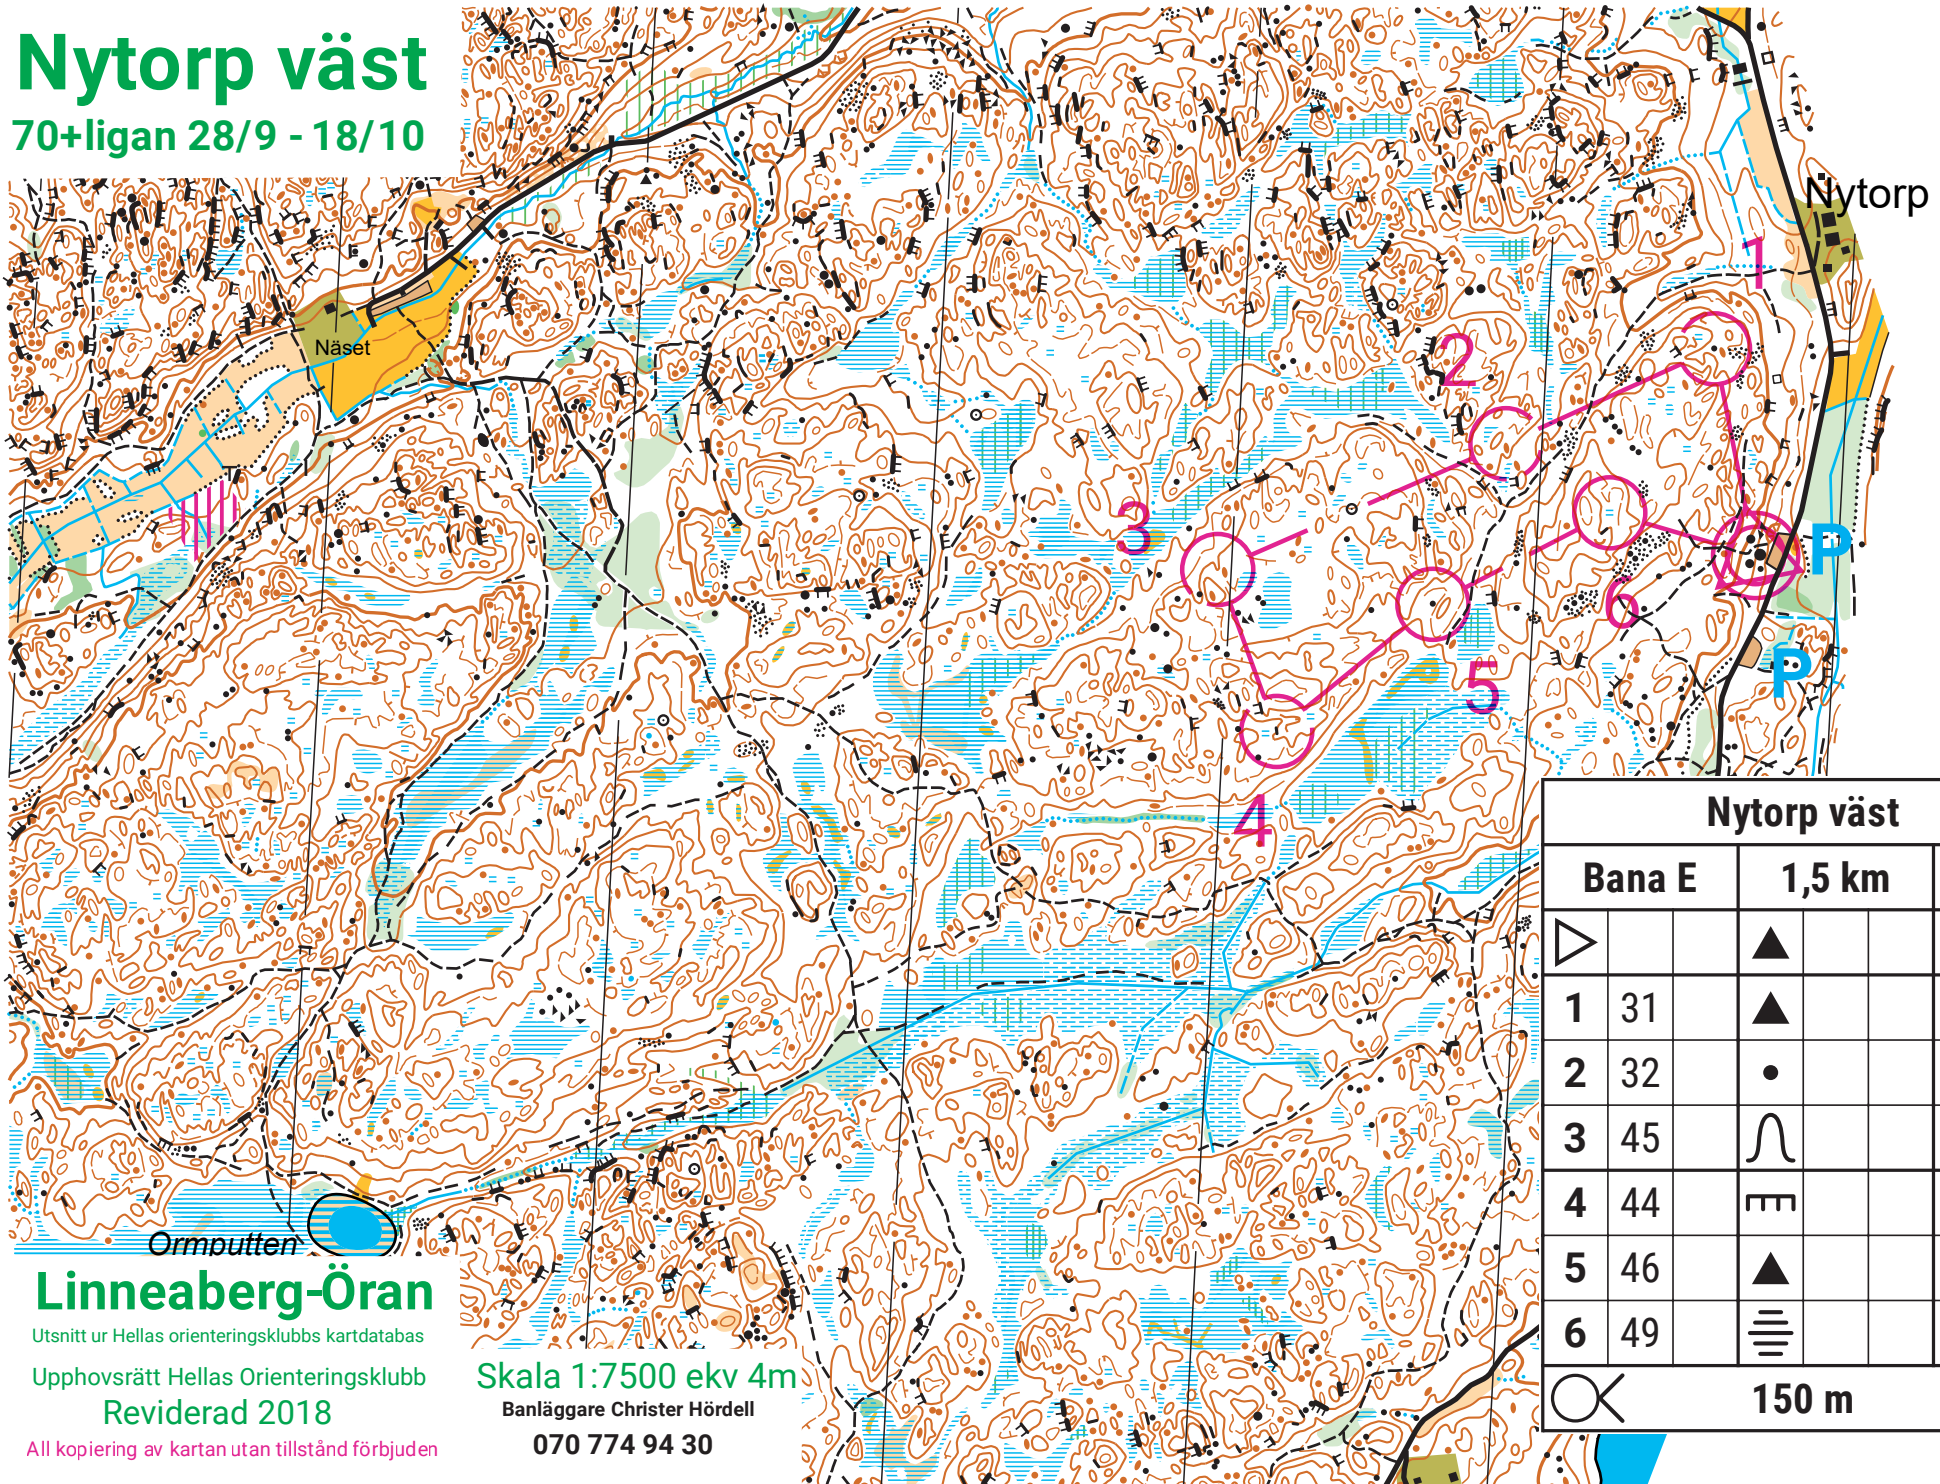 Nytorp väst
70+ligan 28/9 - 18/10
Nytorp
Näset
1
2
3
4
5
6
P
P
Ormputten
Linneaberg-Öran
Utsnitt ur Hellas orienteringsklubbs kartdatabas
Upphovsrätt Hellas Orienteringsklubb
Reviderad 2018
All kopiering av kartan utan tillstånd förbjuden
Skala 1:7500 ekv 4m
Banläggare Christer Hördell
070 774 94 30
Nytorp väst
Bana E 1,5 km
1 31
2 32
3 45
4 44
5 46
6 49
150 m